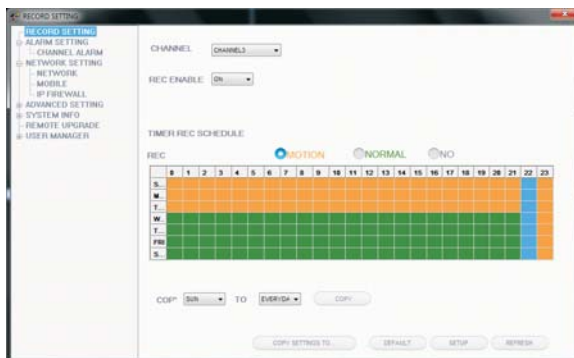 RECORD SETTING
RECORD SETTING
ALARM SETTING
CHANNEL ALARM
NETWORK SETTING
NETWORK
MOBILE
IP FIREWALL
ADVANCED SETTING
SYSTEM INFO
REMOTE UPGRADE
USER MANAGER
CHANNEL CHANNEL3
REC ENABLE ON
TIMER REC SCHEDULE
REC MOTION NORMAL NO
0 1 2 3 4 5 6 7 8 9 10 11 12 13 14 15 16 17 18 19 20 21 22 23
S...
M...
T...
W...
T...
FRI
S...
COP' SUN TO EVERYDA COPY
COPY SETTINGS TO... DEFAULT SETUP REFRESH